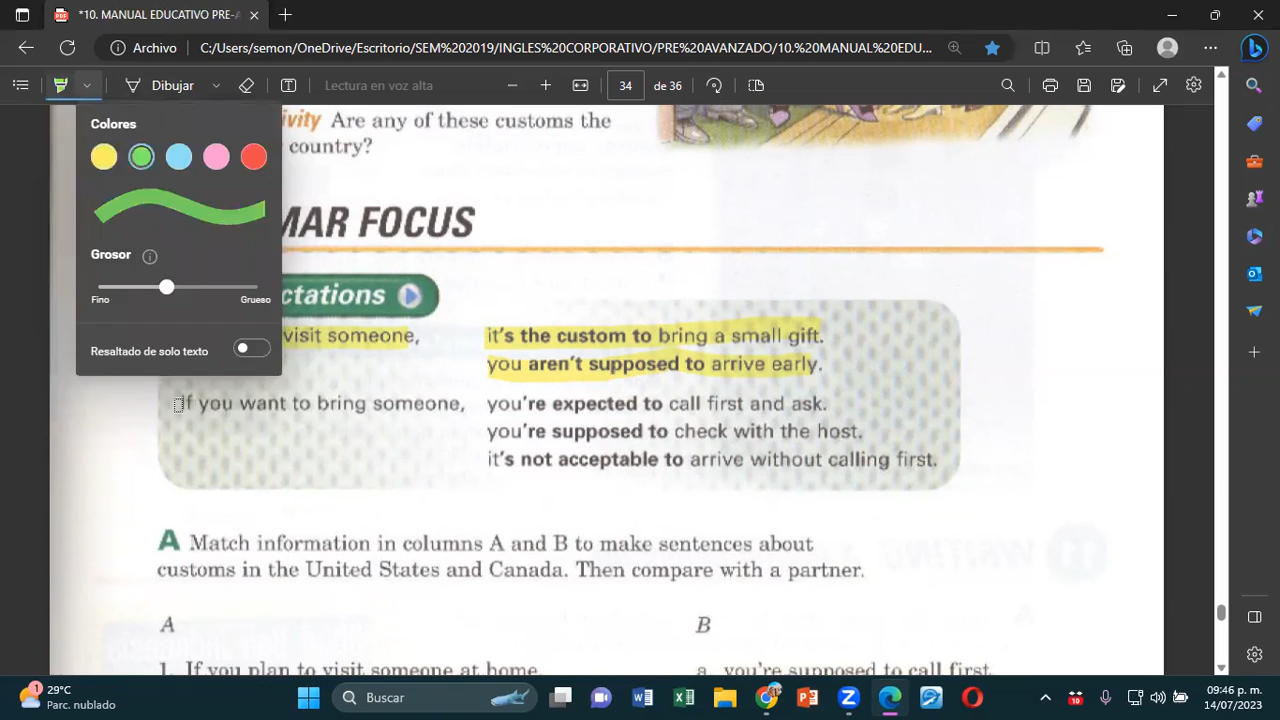 *10. MANUAL EDUCATIVO PRE-A
Archivo
C:/Users/semon/OneDrive/Escritorio/SEM%202019/INGLES%20CORPORATIVO/PRE%20AVANZADO/10.%20MANUAL%20EDU...
Dibujar
Lectura en voz alta
34 de 36
Colores
Grosor
Fino
Grueso
Resaltado de solo texto
ivity Are any of these customs the
country?
MAR FOCUS
ctations
visit someone, it's the custom to bring a small gift.
you aren't supposed to arrive early.
If you want to bring someone, you're expected to call first and ask.
you're supposed to check with the host.
it's not acceptable to arrive without calling first.
A Match information in columns A and B to make sentences about
customs in the United States and Canada. Then compare with a partner.
A B
1. If you plan to visit someone at home, a. you're supposed to call first.
1
29°C
Parc. nublado
Buscar
10
09:46 p. m.
14/07/2023